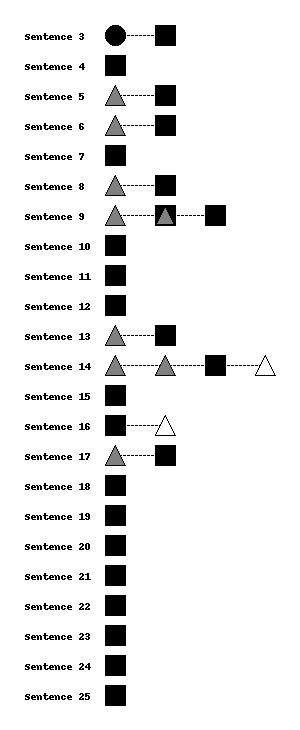 Sentence 3
Sentence 4
Sentence 5
Sentence 6
Sentence 7
Sentence 8
Sentence 9
Sentence 10
Sentence 11
Sentence 12
Sentence 13
Sentence 14
Sentence 15
Sentence 16
Sentence 17
Sentence 18
Sentence 19
Sentence 20
Sentence 21
Sentence 22
Sentence 23
Sentence 24
Sentence 25